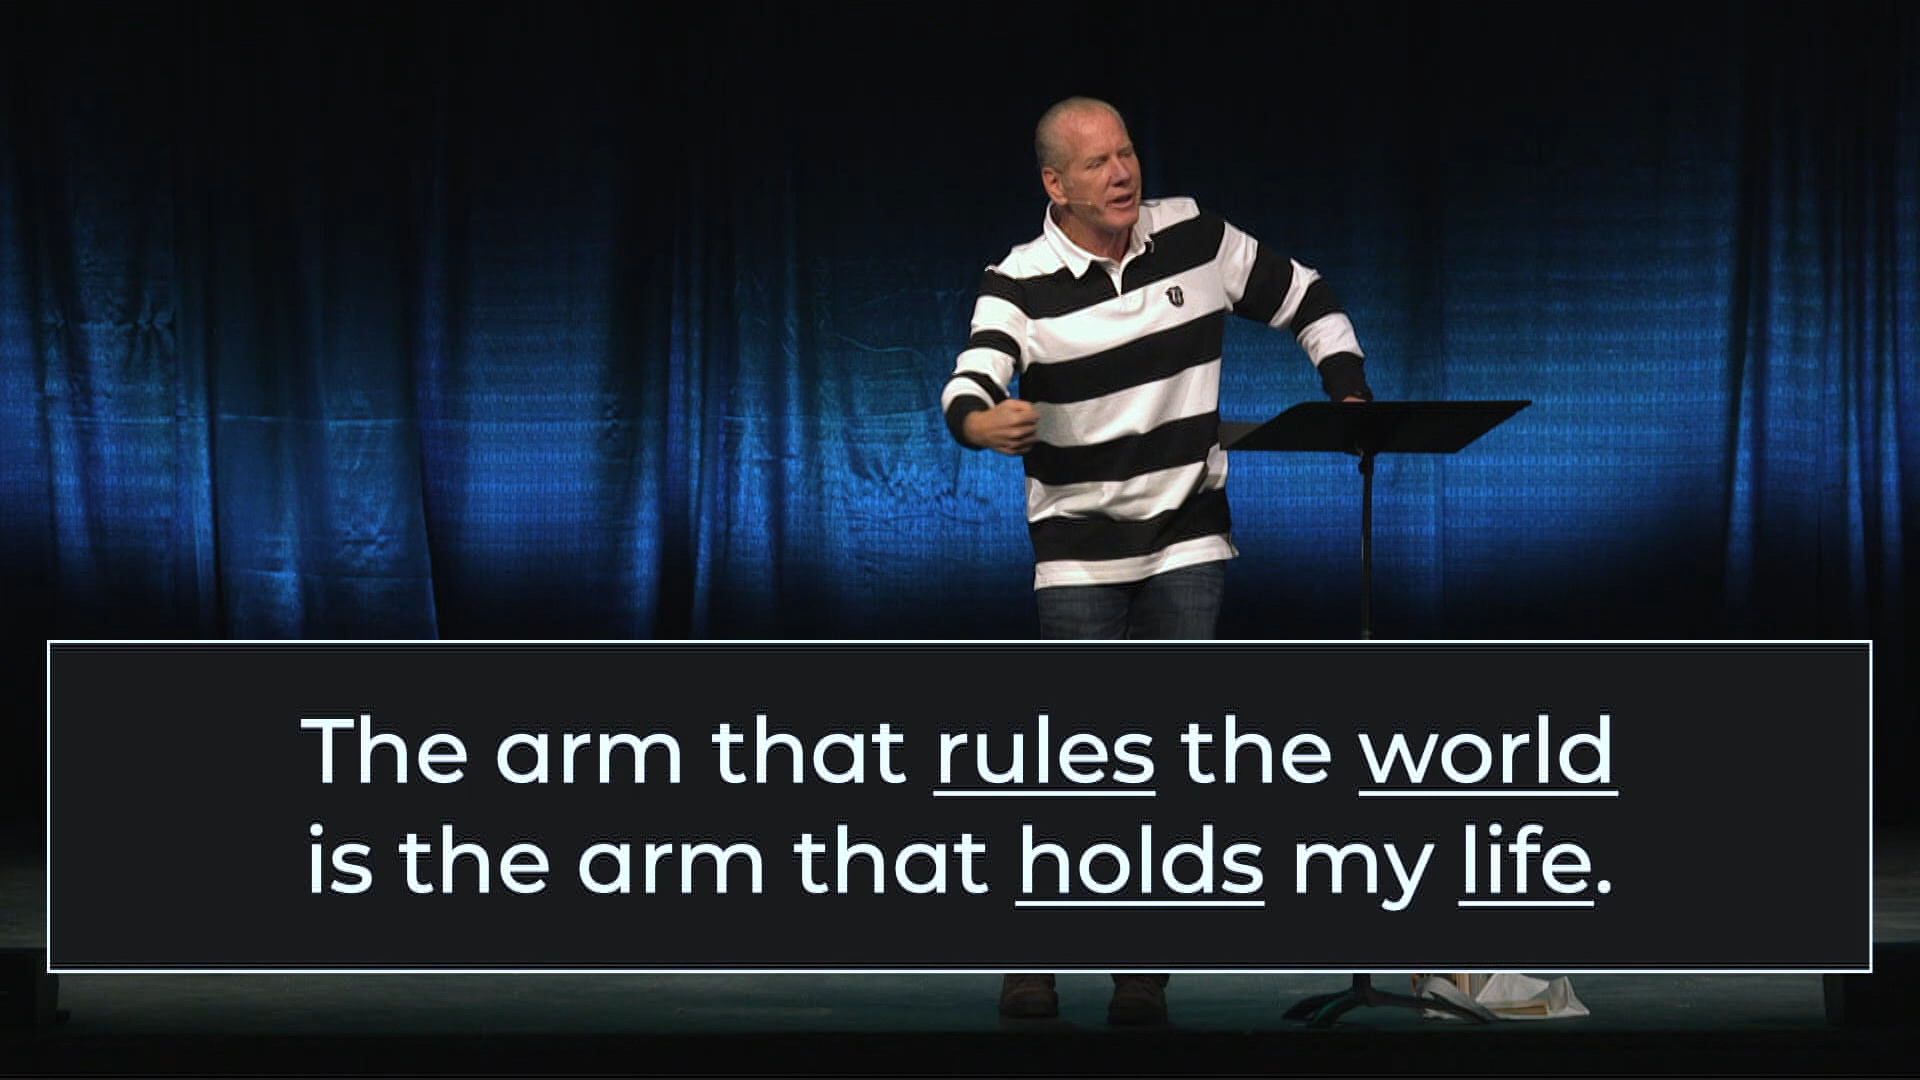 The arm that rules the world
is the arm that holds my life.